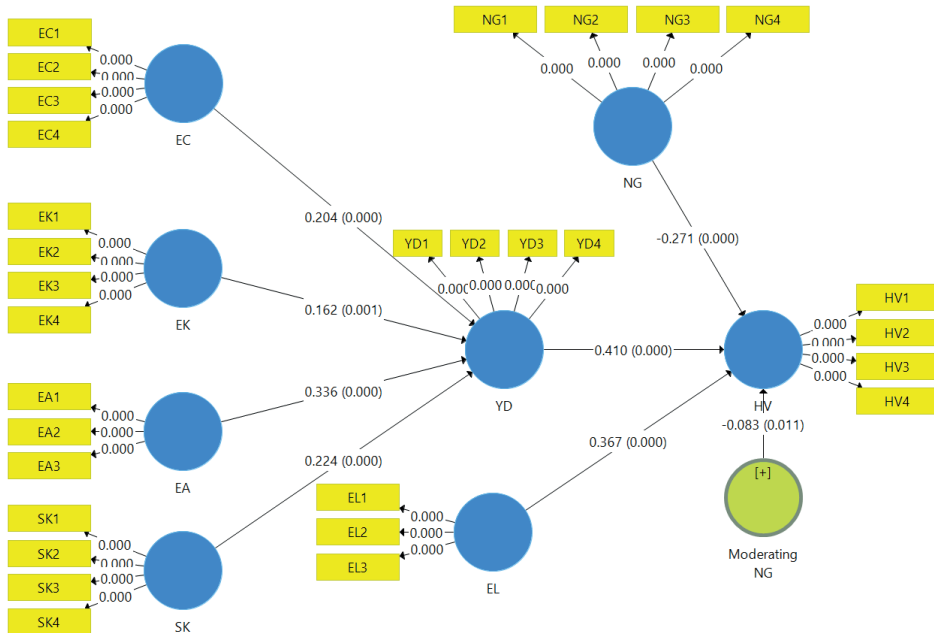 EC1
EC2
EC3
EC4
0.000
0.000
0.000
0.000
EC
NG1
NG2
NG3
NG4
0.000
0.000
0.000
0.000
NG
EK1
EK2
EK3
EK4
0.000
0.000
0.000
0.000
EK
0.204 (0.000)
0.162 (0.001)
0.336 (0.000)
0.224 (0.000)
YD1
YD2
YD3
YD4
0.000
0.000
0.000
0.000
YD
-0.271 (0.000)
0.410 (0.000)
0.367 (0.000)
HV1
HV2
HV3
HV4
0.000
0.000
0.000
0.000
HV
-0.083 (0.011)
[+]
Moderating
NG
EA1
EA2
EA3
0.000
0.000
0.000
EA
EL1
EL2
EL3
0.000
0.000
0.000
EL
SK1
SK2
SK3
SK4
0.000
0.000
0.000
0.000
SK